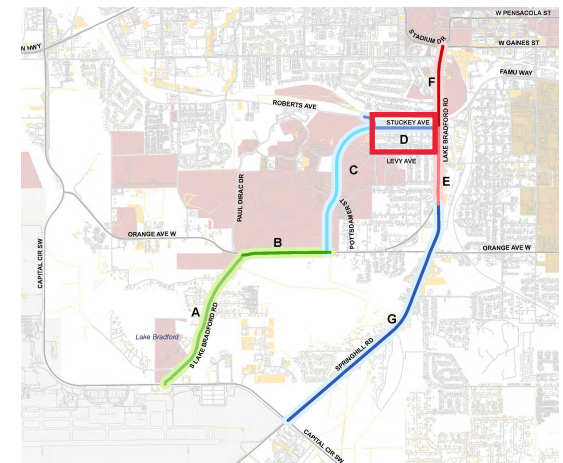 W PENSACOLA ST
STADIUM DR
W GAINES ST
N HWY
FAMU WAY
F
ROBERTS AVE
LAKE BRADFORD RD
STUCKEY AVE
D
LEVY AVE
C
E
PAUL DIRAC DR
POTTSDAMER ST
ORANGE AVE W
B
ORANGE AVE W
CAPITAL CIR SW
A
G
Lake Bradford
S LAKE BRADFORD RD
SPRINGHILL RD
CAPITAL CIR SW